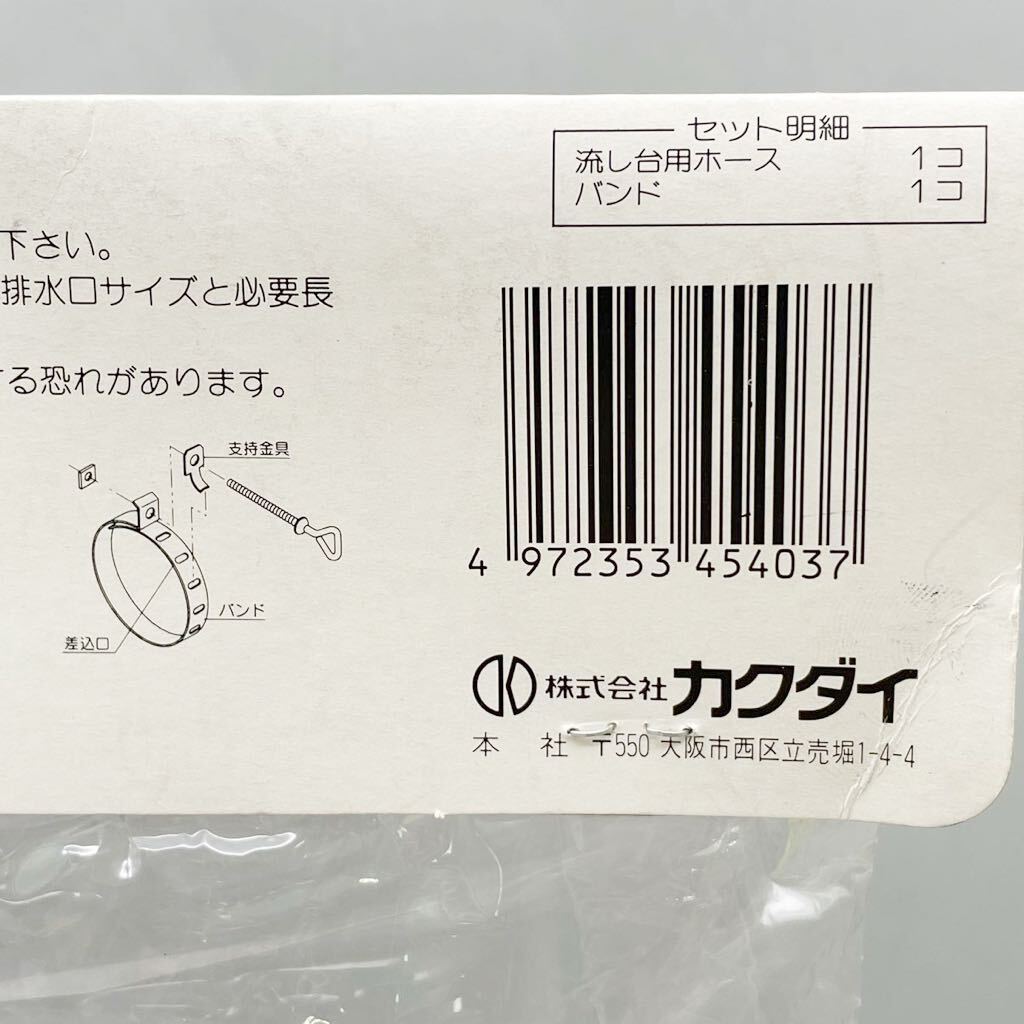 セット明細
流し台用ホース 1コ
バンド 1コ
下さい。
排水口サイズと必要長
する恐れがあります。
支持金具
バンド
差込口
4 972353 454037
株式会社カクダイ
本 社 〒550 大阪市西区立売堀1-4-4